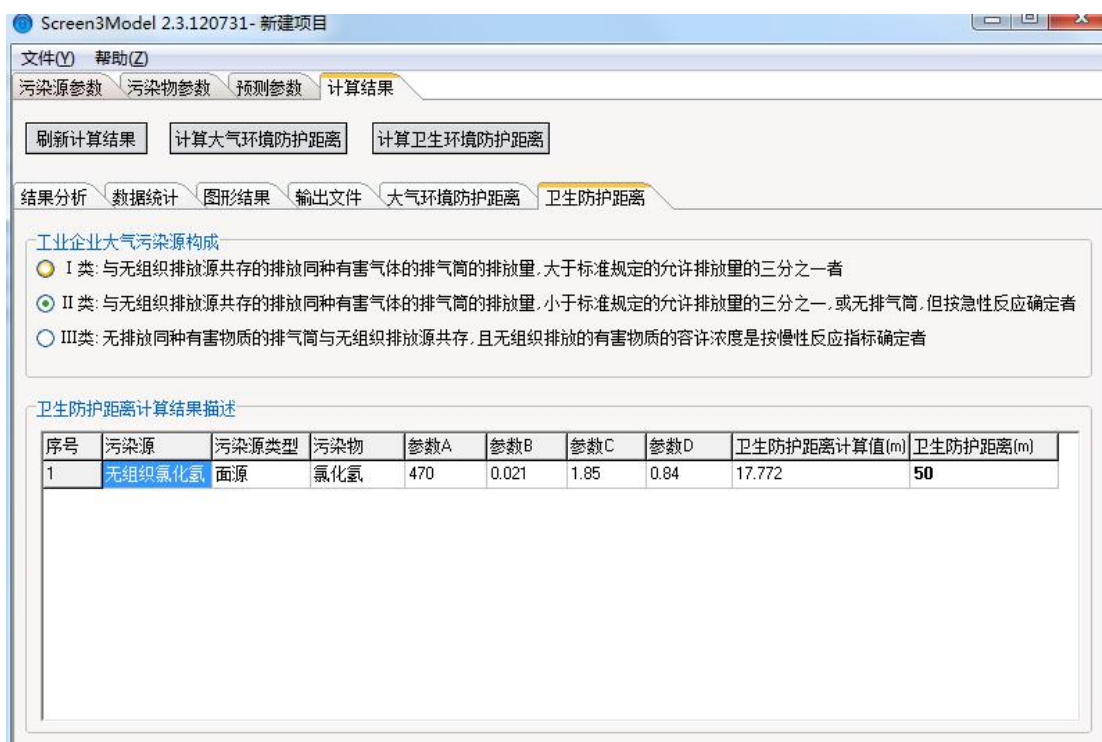 Screen3Model 2.3.120731- 新建项目
文件(Y) 帮助(Z)
污染源参数 污染物参数 预测参数 计算结果
刷新计算结果 计算大气环境防护距离 计算卫生环境防护距离
结果分析 数据统计 图形结果 输出文件 大气环境防护距离 卫生防护距离
工业企业大气污染源构成
I 类: 与无组织排放源共存的排放同种有害气体的排气筒的排放量,大于标准规定的允许排放量的三分之一者
II 类: 与无组织排放源共存的排放同种有害气体的排气筒的排放量,小于标准规定的允许排放量的三分之一,或无排气筒,但按急性反应确定者
III类: 无排放同种有害物质的排气筒与无组织排放源共存,且无组织排放的有害物质的容许浓度是按慢性反应指标确定者
卫生防护距离计算结果描述
序号 污染源 污染源类型 污染物 参数A 参数B 参数C 参数D 卫生防护距离计算值(m) 卫生防护距离(m)
1 无组织氯化氢 面源 氯化氢 470 0.021 1.85 0.84 17.772 50